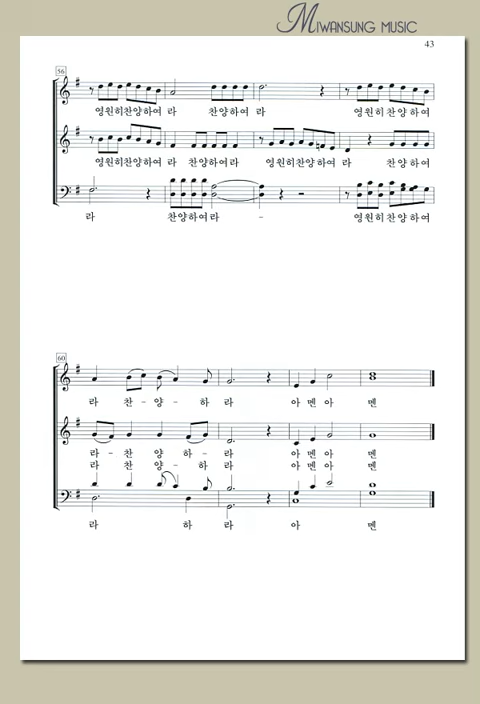 MIWANSUNG MUSIC
43
56
영원히찬양하여 라 찬양하여 라 영원히찬양하여
영원히찬양하여 라 찬양하여라 영원히찬양하여라 찬양하여
라 찬양하여라 - 영원히찬양하여
60
라 찬 - 양 - 하 라 아 멘 아 멘
라 - 찬 양 하 - 라 아 멘 아 멘
라 찬 양 - 하 라 아 멘 아 멘
라 하 라 아 멘